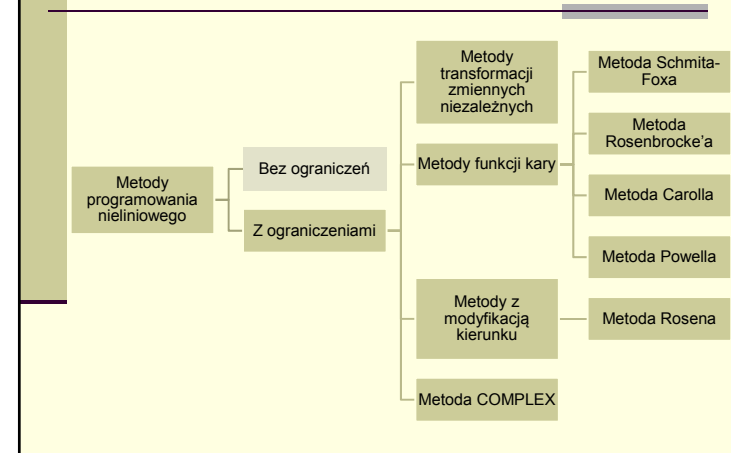 Metody
programowania
nieliniowego
Bez ograniczeń
Z ograniczeniami
Metody
transformacji
zmiennych
niezależnych
Metody funkcji kary
Metody z
modyfikacją
kierunku
Metoda COMPLEX
Metoda Schmita-
Foxa
Metoda
Rosenbrocke'a
Metoda Carolla
Metoda Powella
Metoda Rosena